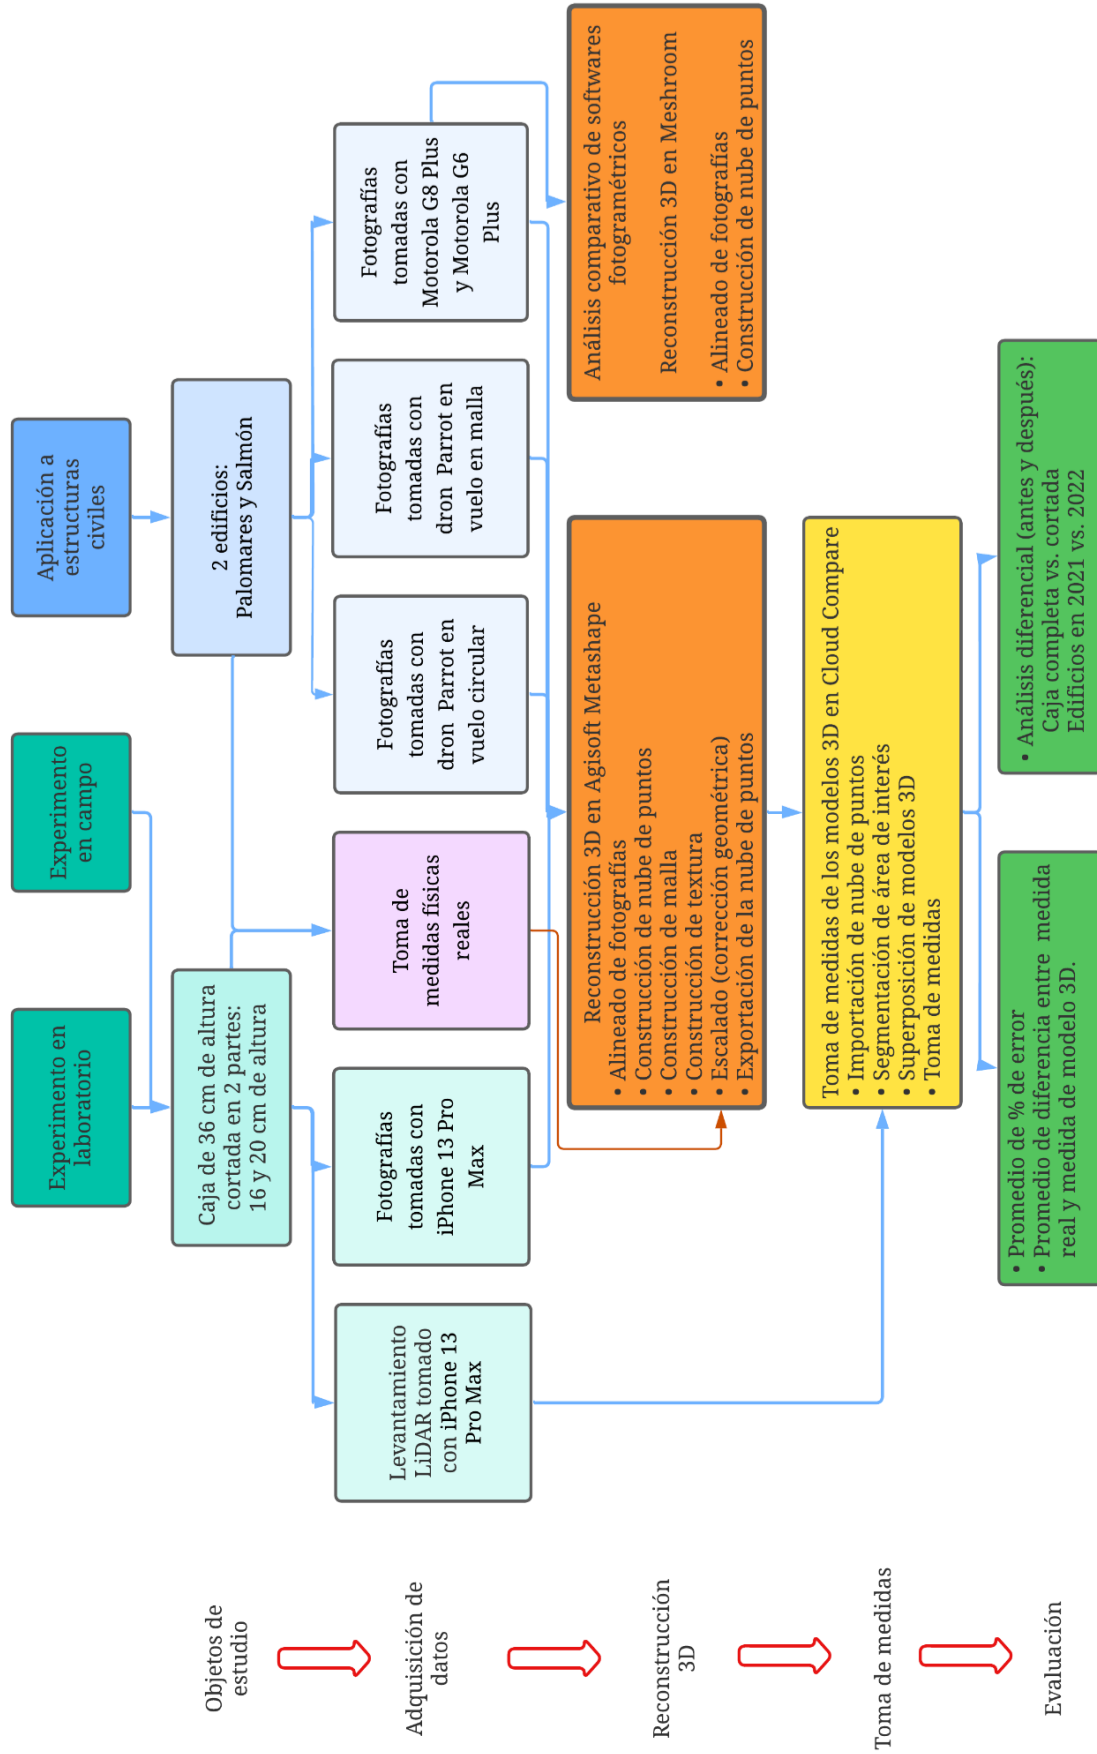 Experimento en
laboratorio
Experimento
en campo
Aplicación a
estructuras
civiles
Objetos de
estudio
Caja de 36 cm de altura
cortada en 2 partes:
16 y 20 cm de altura
2 edificios:
Palomares y Salmón
Adquisición de
datos
Levantamiento
LiDAR tomado
con iPhone 13
Pro Max
Fotografías
tomadas con
iPhone 13 Pro
Max
Toma de
medidas físicas
reales
Fotografías
tomadas con
dron Parrot en
vuelo circular
Fotografías
tomadas con
dron Parrot en
vuelo en malla
Fotografías
tomadas con
Motorola G8 Plus
y Motorola G6
Plus
Reconstrucción
3D
Reconstrucción 3D en Agisoft Metashape
• Alineado de fotografías
• Construcción de nube de puntos
• Construcción de malla
• Construcción de textura
• Escalado (corrección geométrica)
• Exportación de la nube de puntos
Análisis comparativo de softwares
fotogramétricos
Reconstrucción 3D en Meshroom
• Alineado de fotografías
• Construcción de nube de puntos
Toma de medidas
Toma de medidas de los modelos 3D en Cloud Compare
• Importación de nube de puntos
• Segmentación de área de interés
• Superposición de modelos 3D
• Toma de medidas
Evaluación
• Promedio de % de error
• Promedio de diferencia entre medida
real y medida de modelo 3D.
• Análisis diferencial (antes y después):
Caja completa vs. cortada
Edificios en 2021 vs. 2022